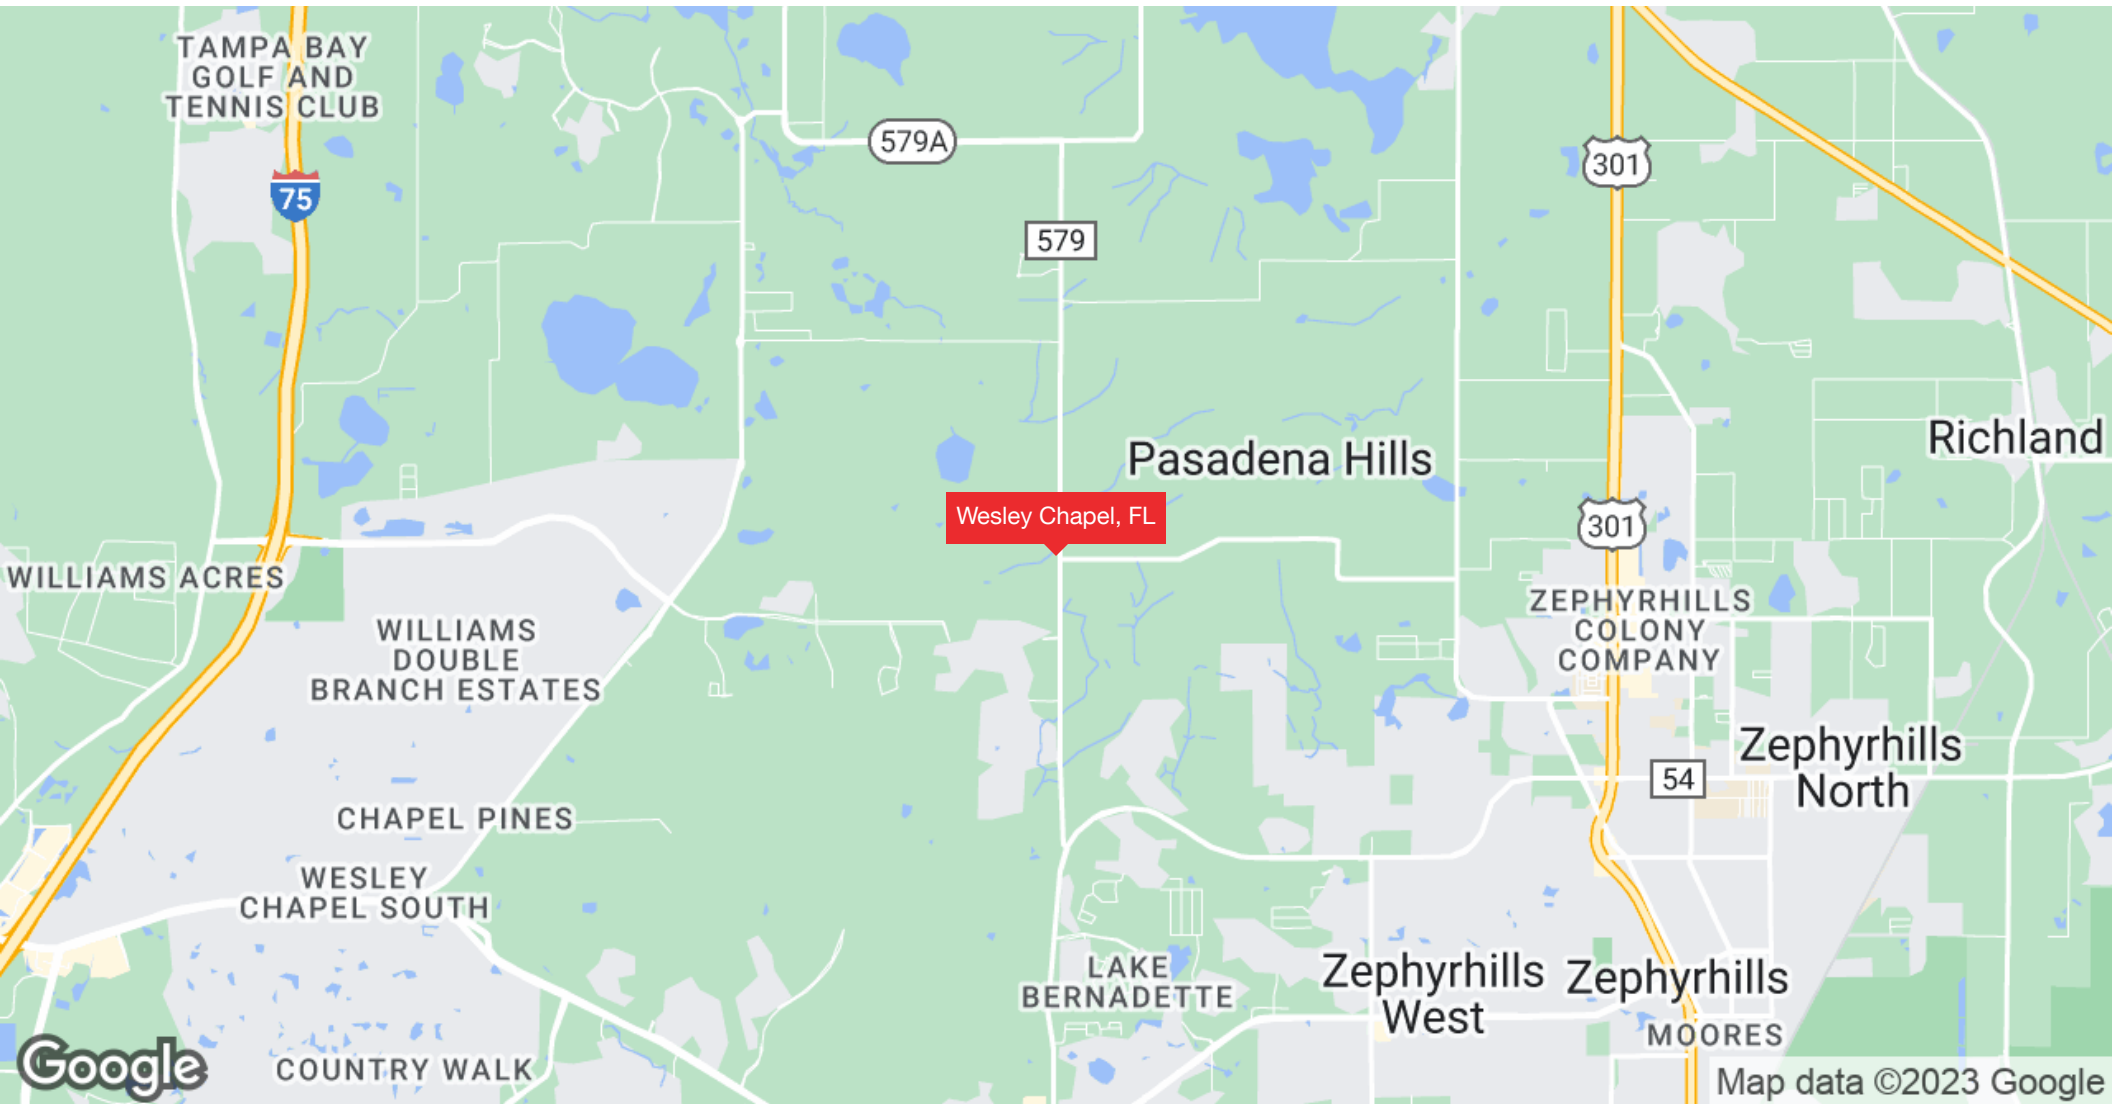 TAMPA BAY
GOLF AND
TENNIS CLUB
579A
301
75
579
Richland
Pasadena Hills
Wesley Chapel, FL
301
WILLIAMS ACRES
ZEPHYRHILLS
COLONY
COMPANY
WILLIAMS
DOUBLE
BRANCH ESTATES
Zephyrhills
North
54
CHAPEL PINES
WESLEY
CHAPEL SOUTH
LAKE
BERNADETTE
Zephyrhills
West
Zephyrhills
MOORES
COUNTRY WALK
Google
Map data ©2023 Google